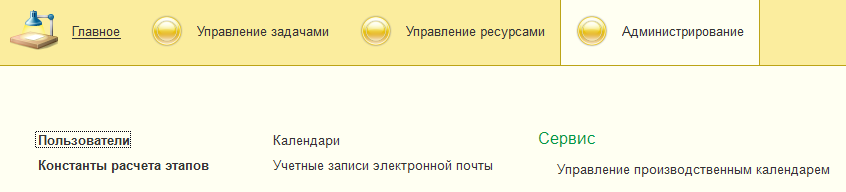 Главное Управление задачами Управление ресурсами Администрирование
Пользователи Календари Сервис
Константы расчета этапов Учетные записи электронной почты Управление производственным календарем